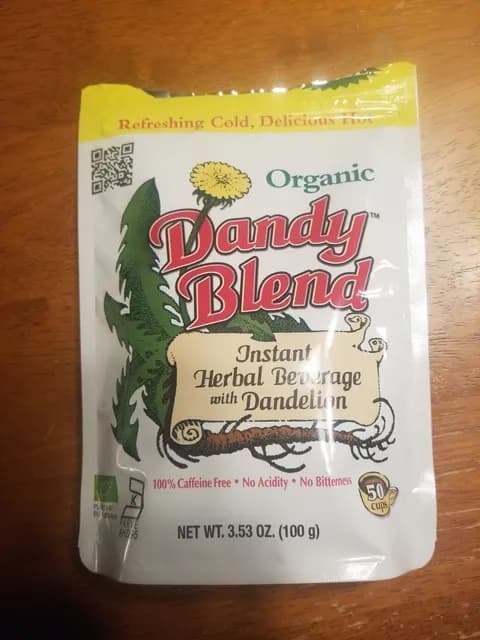 Refreshing Cold, Delicious Hot
Organic
Dandy™
Blend
Instant
Herbal Beverage
with Dandelion
100% Caffeine Free * No Acidity * No Bitterness
50
cups
K
NET WT. 3.53 OZ. (100 g)